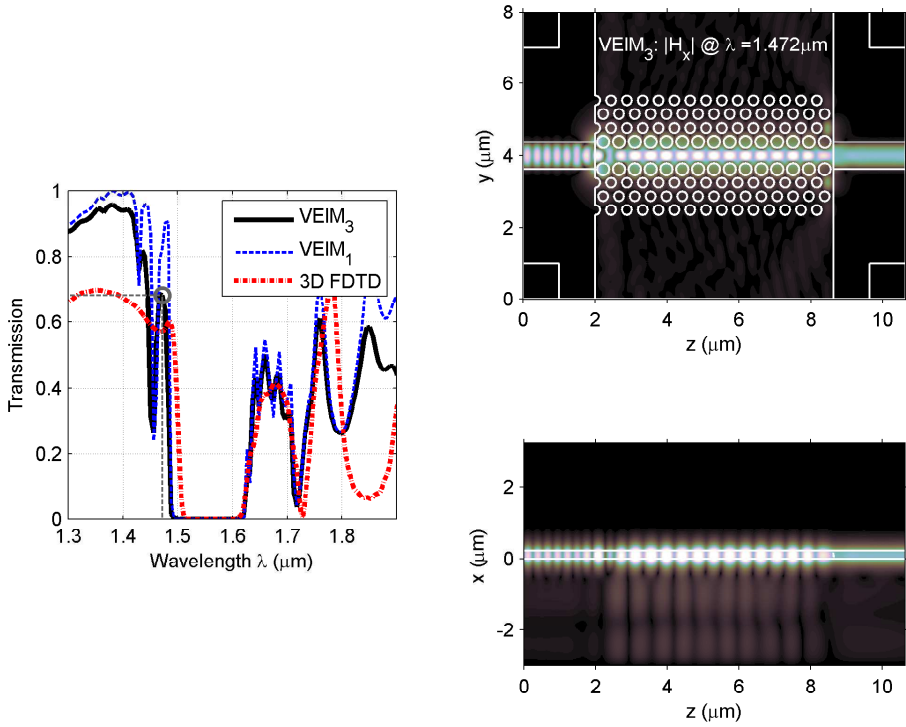 1
0.8
0.6
0.4
0.2
0
Transmission
1.3 1.4 1.5 1.6 1.7 1.8
Wavelength λ (μm)
VEIM3
VEIM1
3D FDTD
VEIM3: |Hx| @ λ =1.472μm
8
6
4
2
0
y (μm)
0 2 4 6 8 10
z (μm)
2
0
-2
x (μm)
0 2 4 6 8 10
z (μm)